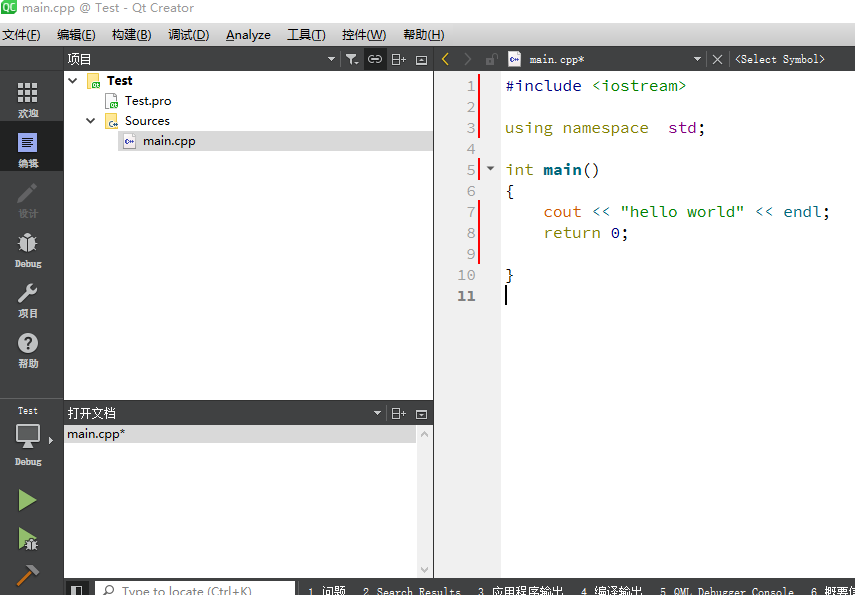 main.cpp @ Test - Qt Creator
文件(F) 编辑(E) 构建(B) 调试(D) Analyze 工具(T) 控件(W) 帮助(H)
项目
main.cpp*
<Select Symbol>
欢迎
编辑
设计
Debug
项目
帮助
Test
Debug
Test
Test.pro
Sources
main.cpp
打开文档
main.cpp*
1 #include <iostream>
2
3 using namespace  std;
4
5 int main()
6 {
7     cout << "hello world" << endl;
8     return 0;
9
10 }
11
Type to locate (Ctrl+K)
1 问题 2 Search Results 3 应用程序输出 4 编译输出 5 QML Debugger Console 6 概要